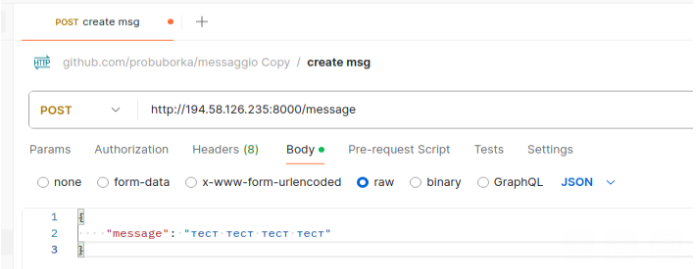 POST create msg
HTTP github.com/probuborka/messaggio Copy / create msg
POST http://194.58.126.235:8000/message
Params Authorization Headers (8) Body Pre-request Script Tests Settings
none form-data x-www-form-urlencoded raw binary GraphQL JSON
1 {
2 "message": "тест тест тест тест"
3 }